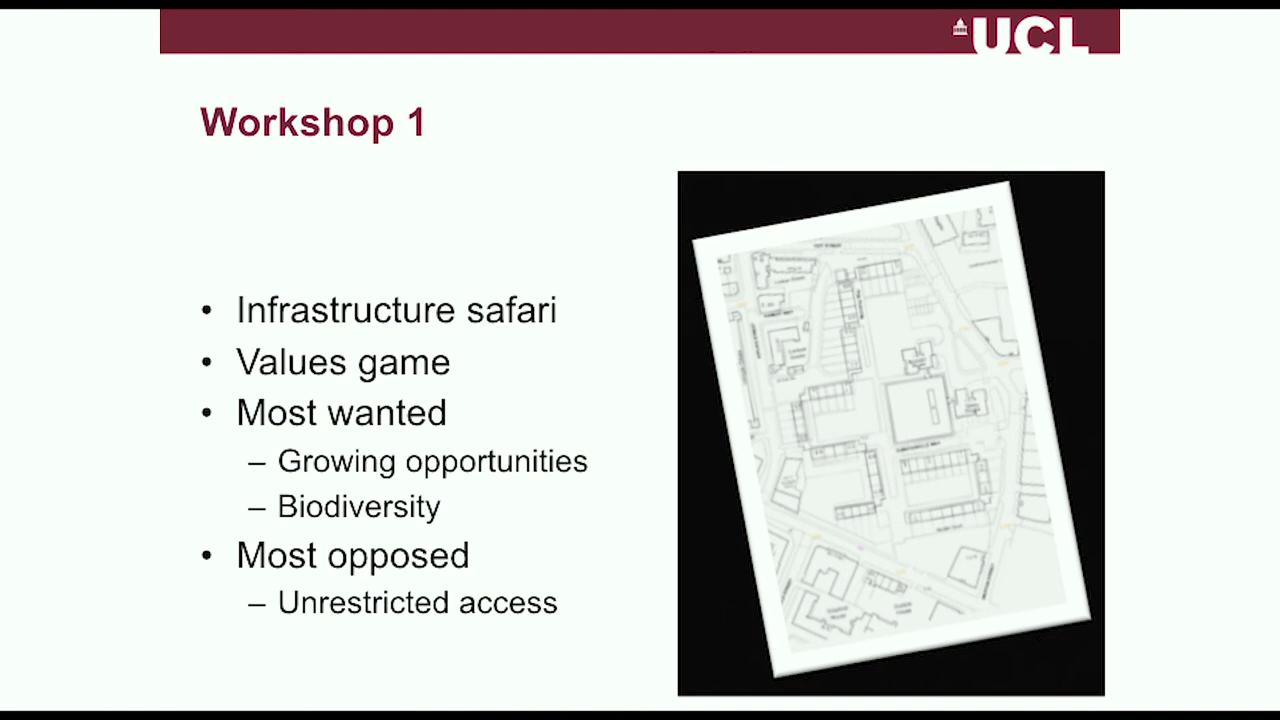 UCL
Workshop 1
• Infrastructure safari
• Values game
• Most wanted
– Growing opportunities
– Biodiversity
• Most opposed
– Unrestricted access